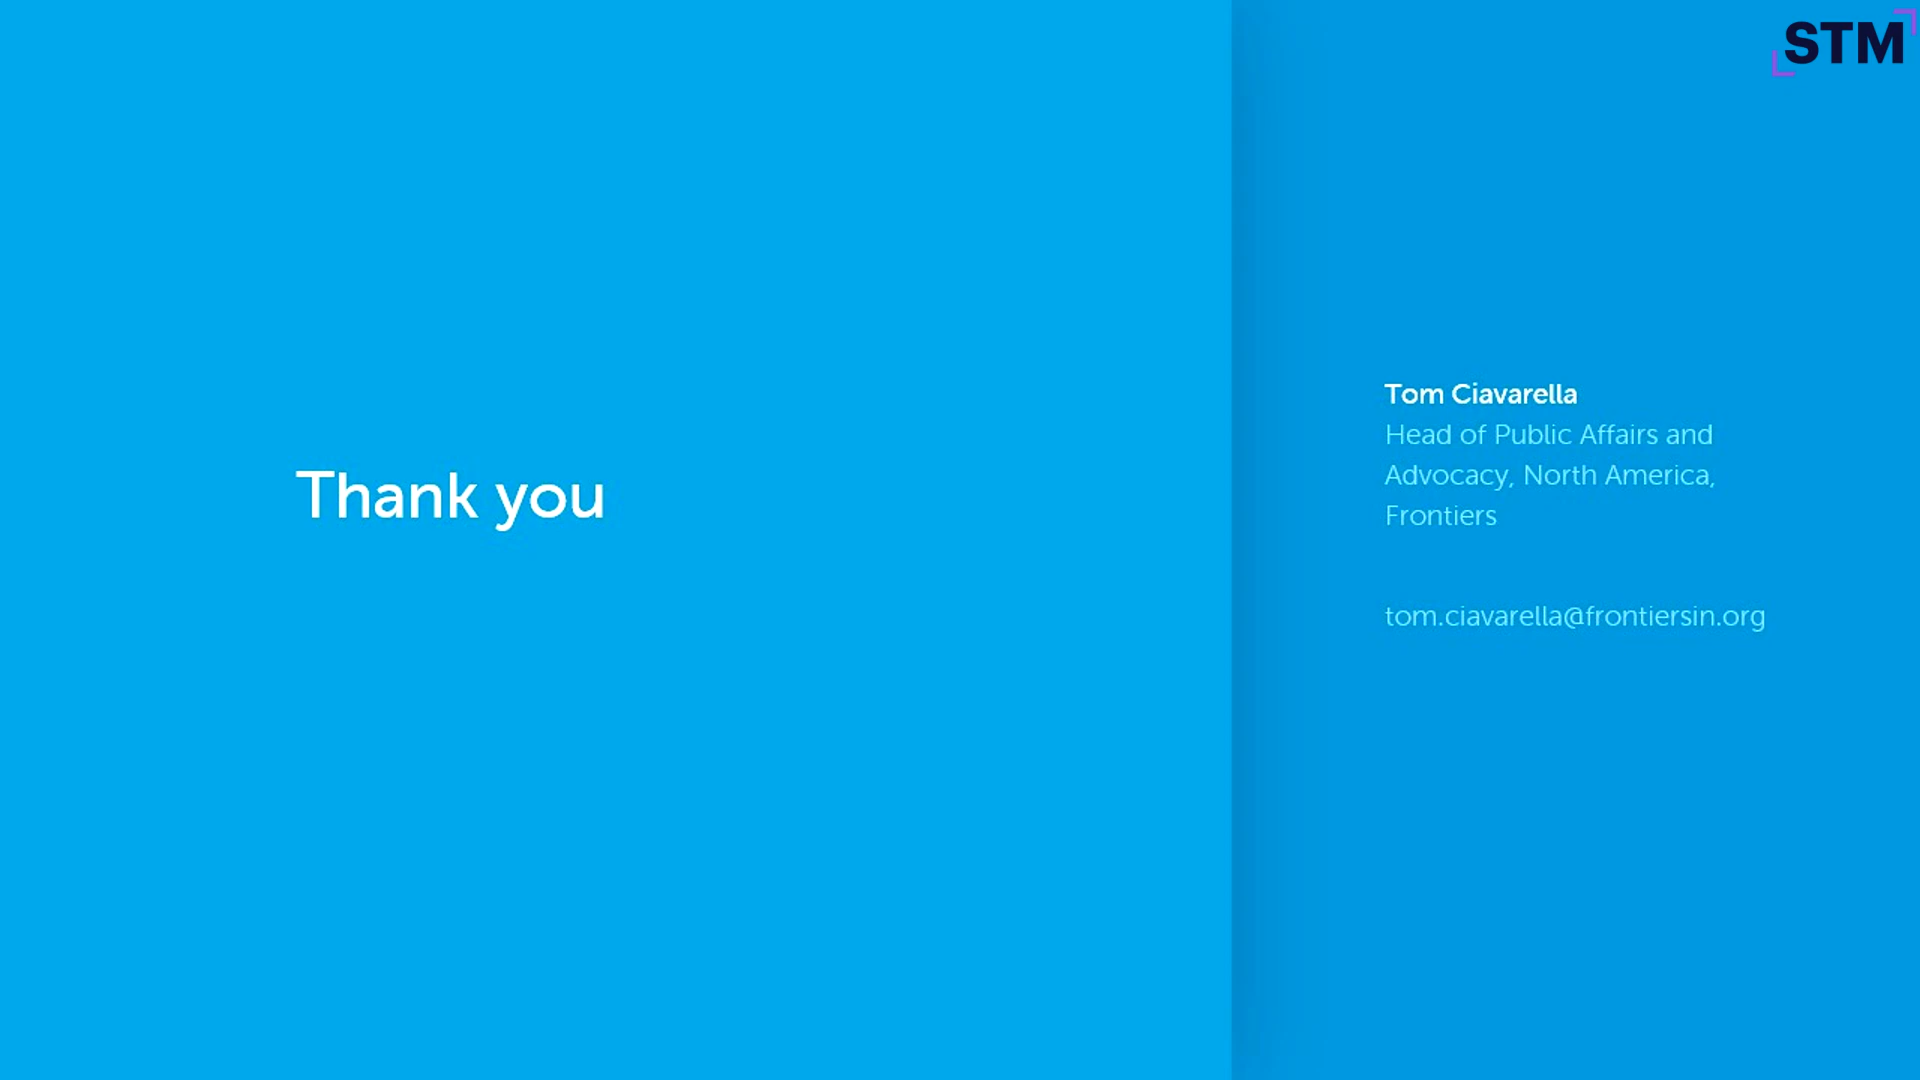 STM
Thank you
Tom Ciavarella
Head of Public Affairs and
Advocacy, North America,
Frontiers
tom.ciavarella@frontiersin.org